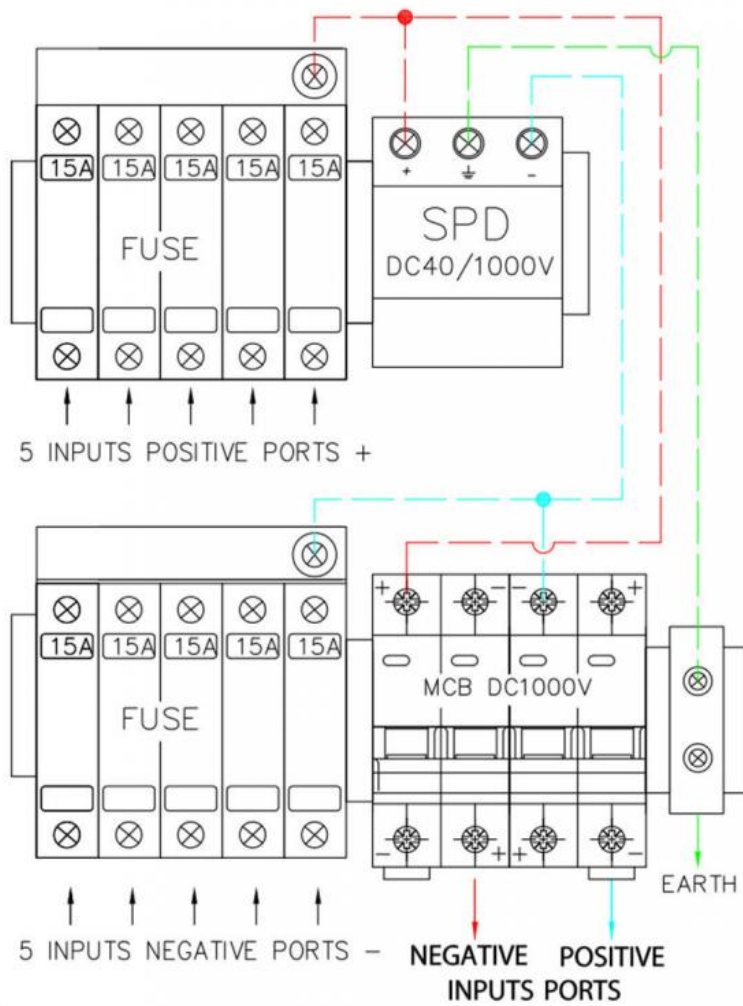 15A 15A 15A 15A 15A
FUSE
+ ⏚ -
SPD
DC40/1000V
5 INPUTS POSITIVE PORTS +
15A 15A 15A 15A 15A
FUSE
+ - - +
MCB DC1000V
- + + -
EARTH
5 INPUTS NEGATIVE PORTS -
NEGATIVE POSITIVE
INPUTS PORTS